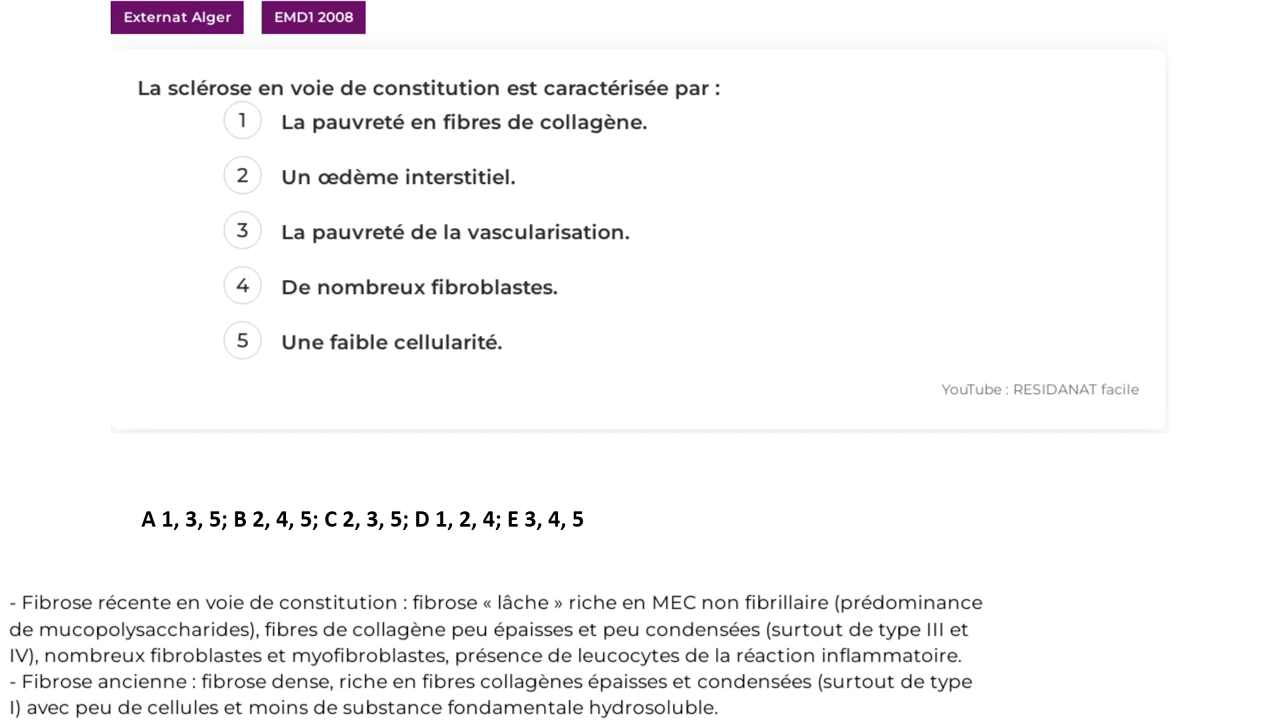 Externat Alger EMD1 2008
La sclérose en voie de constitution est caractérisée par :
1 La pauvreté en fibres de collagène.
2 Un œdème interstitiel.
3 La pauvreté de la vascularisation.
4 De nombreux fibroblastes.
5 Une faible cellularité.
YouTube : RESIDANAT facile
A 1, 3, 5; B 2, 4, 5; C 2, 3, 5; D 1, 2, 4; E 3, 4, 5
- Fibrose récente en voie de constitution : fibrose « lâche » riche en MEC non fibrillaire (prédominance
de mucopolysaccharides), fibres de collagène peu épaisses et peu condensées (surtout de type III et
IV), nombreux fibroblastes et myofibroblastes, présence de leucocytes de la réaction inflammatoire.
- Fibrose ancienne : fibrose dense, riche en fibres collagènes épaisses et condensées (surtout de type
I) avec peu de cellules et moins de substance fondamentale hydrosoluble.